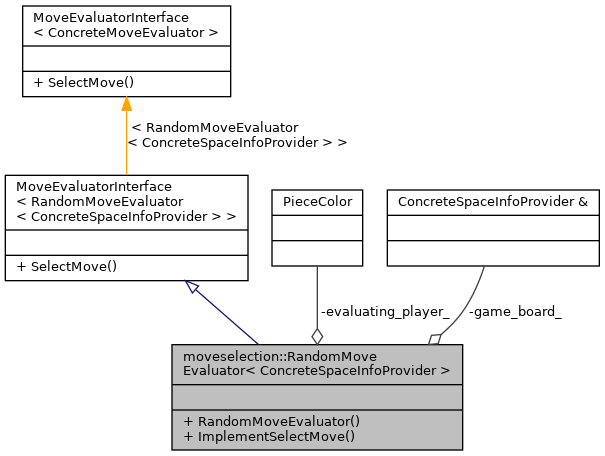 MoveEvaluatorInterface
< ConcreteMoveEvaluator >
+ SelectMove()
< RandomMoveEvaluator
< ConcreteSpaceInfoProvider > >
MoveEvaluatorInterface
< RandomMoveEvaluator
< ConcreteSpaceInfoProvider > >
+ SelectMove()
PieceColor
ConcreteSpaceInfoProvider &
-evaluating_player_
-game_board_
moveselection::RandomMove
Evaluator< ConcreteSpaceInfoProvider >
+ RandomMoveEvaluator()
+ ImplementSelectMove()